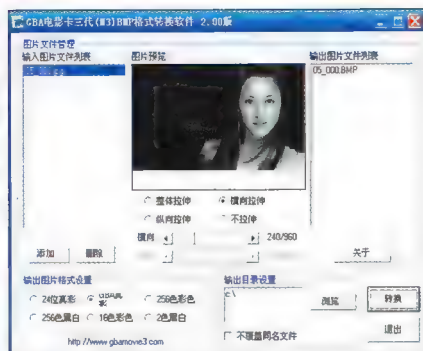 GBA电影卡三代(M3)BMP格式转换软件 2.00版
图片文件管理
输入图片文件列表
图片预览
输出图片文件列表
05_000.BMP
整体拉伸
横向拉伸
纵向拉伸
不拉伸
横向
240/960
添加
删除
关于
输出图片格式设置
24位真彩
GBA真彩
256色彩色
256色黑白
16色彩色
2色黑白
http://www.gbamovie3.com
输出目录设置
c:\
浏览
转换
不覆盖同名文件
退出